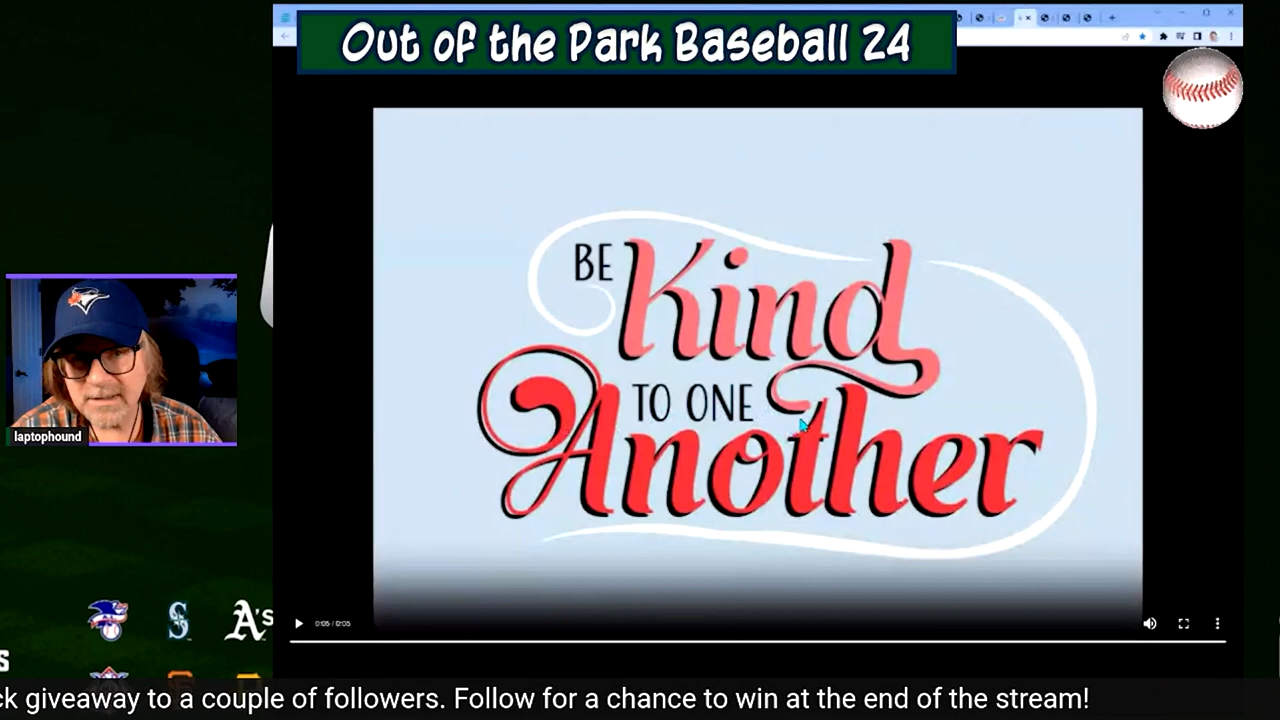 Out of the Park Baseball 24
BE Kind
TO ONE
Another
laptophound
0:05 / 0:05
A's
S
ck giveaway to a couple of followers. Follow for a chance to win at the end of the stream!